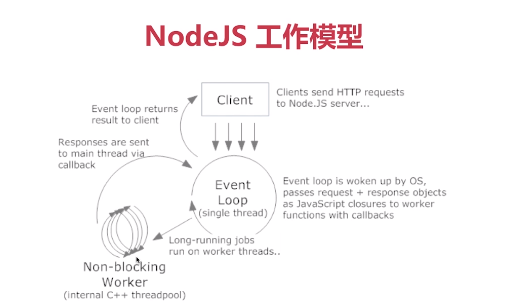 NodeJS 工作模型
Client
Clients send HTTP requests
to Node.JS server...
Event loop returns
result to client
Responses are sent
to main thread via
callback
Event
Loop
(single thread)
Event loop is woken up by OS,
passes request + response objects
as JavaScript closures to worker
functions with callbacks
Long-running jobs
run on worker threads..
Non-blocking
Worker
(internal C++ threadpool)